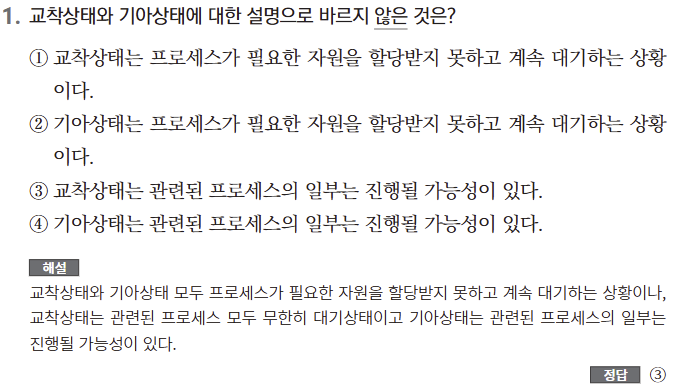 1. 교착상태와 기아상태에 대한 설명으로 바르지 않은 것은?
① 교착상태는 프로세스가 필요한 자원을 할당받지 못하고 계속 대기하는 상황
이다.
② 기아상태는 프로세스가 필요한 자원을 할당받지 못하고 계속 대기하는 상황
이다.
③ 교착상태는 관련된 프로세스의 일부는 진행될 가능성이 있다.
④ 기아상태는 관련된 프로세스의 일부는 진행될 가능성이 있다.
해설
교착상태와 기아상태 모두 프로세스가 필요한 자원을 할당받지 못하고 계속 대기하는 상황이나,
교착상태는 관련된 프로세스 모두 무한히 대기상태이고 기아상태는 관련된 프로세스의 일부는
진행될 가능성이 있다.
정답 ③